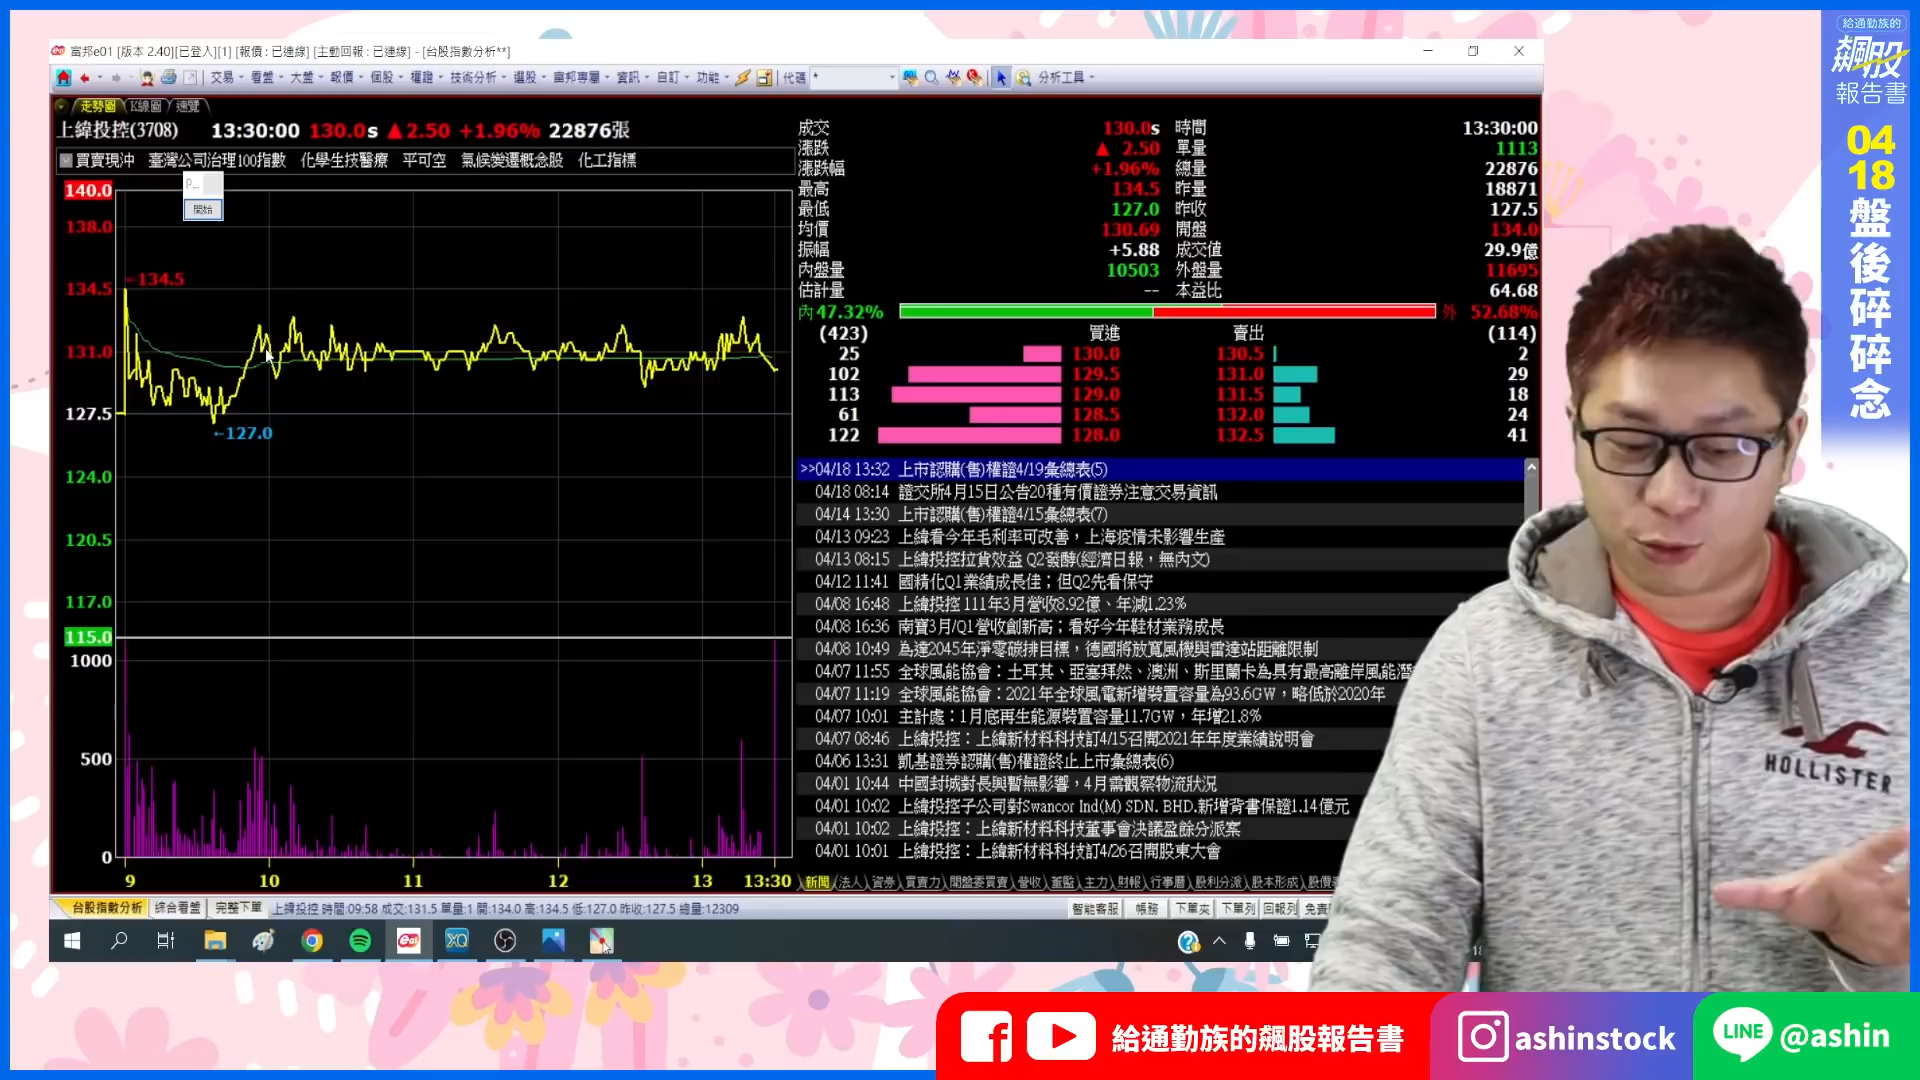 富邦e01 [版本 2.40][已登入][1] [報價 : 已連線] [主動回報 : 已連線] - [台股指數分析**]
交易 看盤 大盤 報價 個股 權證 技術分析 選股 富邦專屬 資訊 自訂 功能 代碼 * 分析工具
走勢圖 K線圖 速覽
上緯投控(3708) 13:30:00 130.0s ▲2.50 +1.96% 22876張
買賣現沖 臺灣公司治理100指數 化學生技醫療 平可空 氣候變遷概念股 化工指標
P...
開始
140.0
138.0
134.5
131.0
127.5
124.0
120.5
117.0
115.0
1000
500
0
←134.5
←127.0
9 10 11 12 13 13:30
成交 130.0s 時間 13:30:00
漲跌 ▲ 2.50 單量 1113
漲跌幅 +1.96% 總量 22876
最高 134.5 昨量 18871
最低 127.0 昨收 127.5
均價 130.69 開盤 134.0
振幅 +5.88 成交值 29.9億
內盤量 10503 外盤量 11695
估計量 -- 本益比 64.68
內 47.32% 外 52.68%
(423) 買進 賣出 (114)
25 130.0 130.5 2
102 129.5 131.0 29
113 129.0 131.5 18
61 128.5 132.0 24
122 128.0 132.5 41
>>04/18 13:32 上市認購(售)權證4/19彙總表(5)
04/18 08:14 證交所4月15日公告20種有價證券注意交易資訊
04/14 13:30 上市認購(售)權證4/15彙總表(7)
04/13 09:23 上緯看今年毛利率可改善，上海疫情未影響生產
04/13 08:15 上緯投控拉貨效益 Q2發酵(經濟日報，無內文)
04/12 11:41 國精化Q1業績成長佳；但Q2先看保守
04/08 16:48 上緯投控 111年3月營收8.92億、年減1.23%
04/08 16:36 南寶3月/Q1營收創新高；看好今年鞋材業務成長
04/08 10:49 為達2045年淨零碳排目標，德國將放寬風機與雷達站距離限制
04/07 11:55 全球風能協會：土耳其、亞塞拜然、澳洲、斯里蘭卡為具有最高離岸風能潛
04/07 11:19 全球風能協會：2021年全球風電新增裝置容量為93.6GW，略低於2020年
04/07 10:01 主計處：1月底再生能源裝置容量11.7GW，年增21.8%
04/07 08:46 上緯投控：上緯新材料科技訂4/15召開2021年年度業績說明會
04/06 13:31 凱基證券認購(售)權證終止上市彙總表(6)
04/01 10:44 中國封城對長興暫無影響，4月需觀察物流狀況
04/01 10:02 上緯投控子公司對Swancor Ind(M) SDN. BHD.新增背書保證1.14億元
04/01 10:02 上緯投控：上緯新材料科技董事會決議盈餘分派案
04/01 10:01 上緯投控：上緯新材料科技訂4/26召開股東大會
新聞 法人 資券 買賣力 開盤委買賣 營收 董監 主力 財報 行事曆 股利分派 股本形成
台股指數分析 綜合看盤 完整下單 上緯投控 時間:09:58 成交:131.5 單量:1 開:134.0 高:134.5 低:127.0 昨收:127.5 總量:12309
智能客服 帳務 下單夾 下單列 回報列 免責
給通勤族的
飆股
報告書
04
18
盤後碎碎念
HOLLISTER
給通勤族的飆股報告書
ashinstock
LINE @ashin